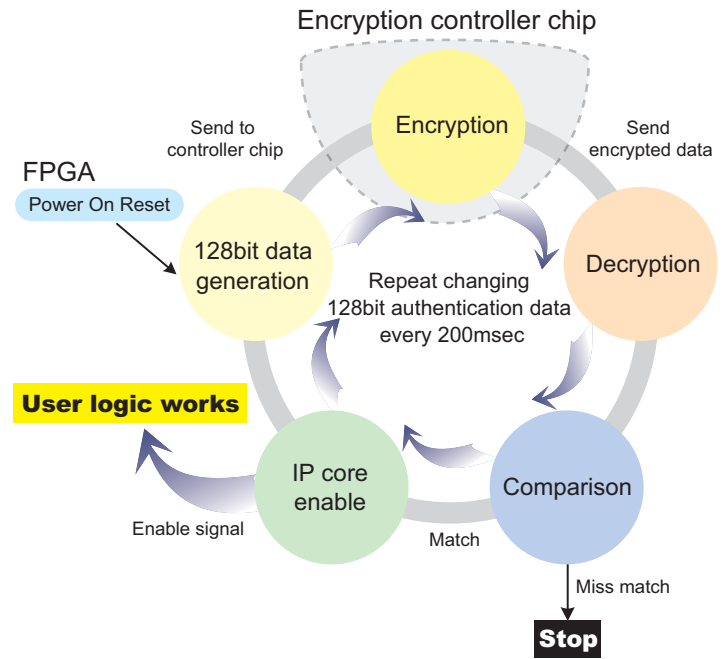 Encryption controller chip
Encryption
Send to
controller chip
Send
encrypted data
FPGA
Power On Reset
128bit data
generation
Decryption
Repeat changing
128bit authentication data
every 200msec
User logic works
IP core
enable
Comparison
Enable signal
Match
Miss match
Stop